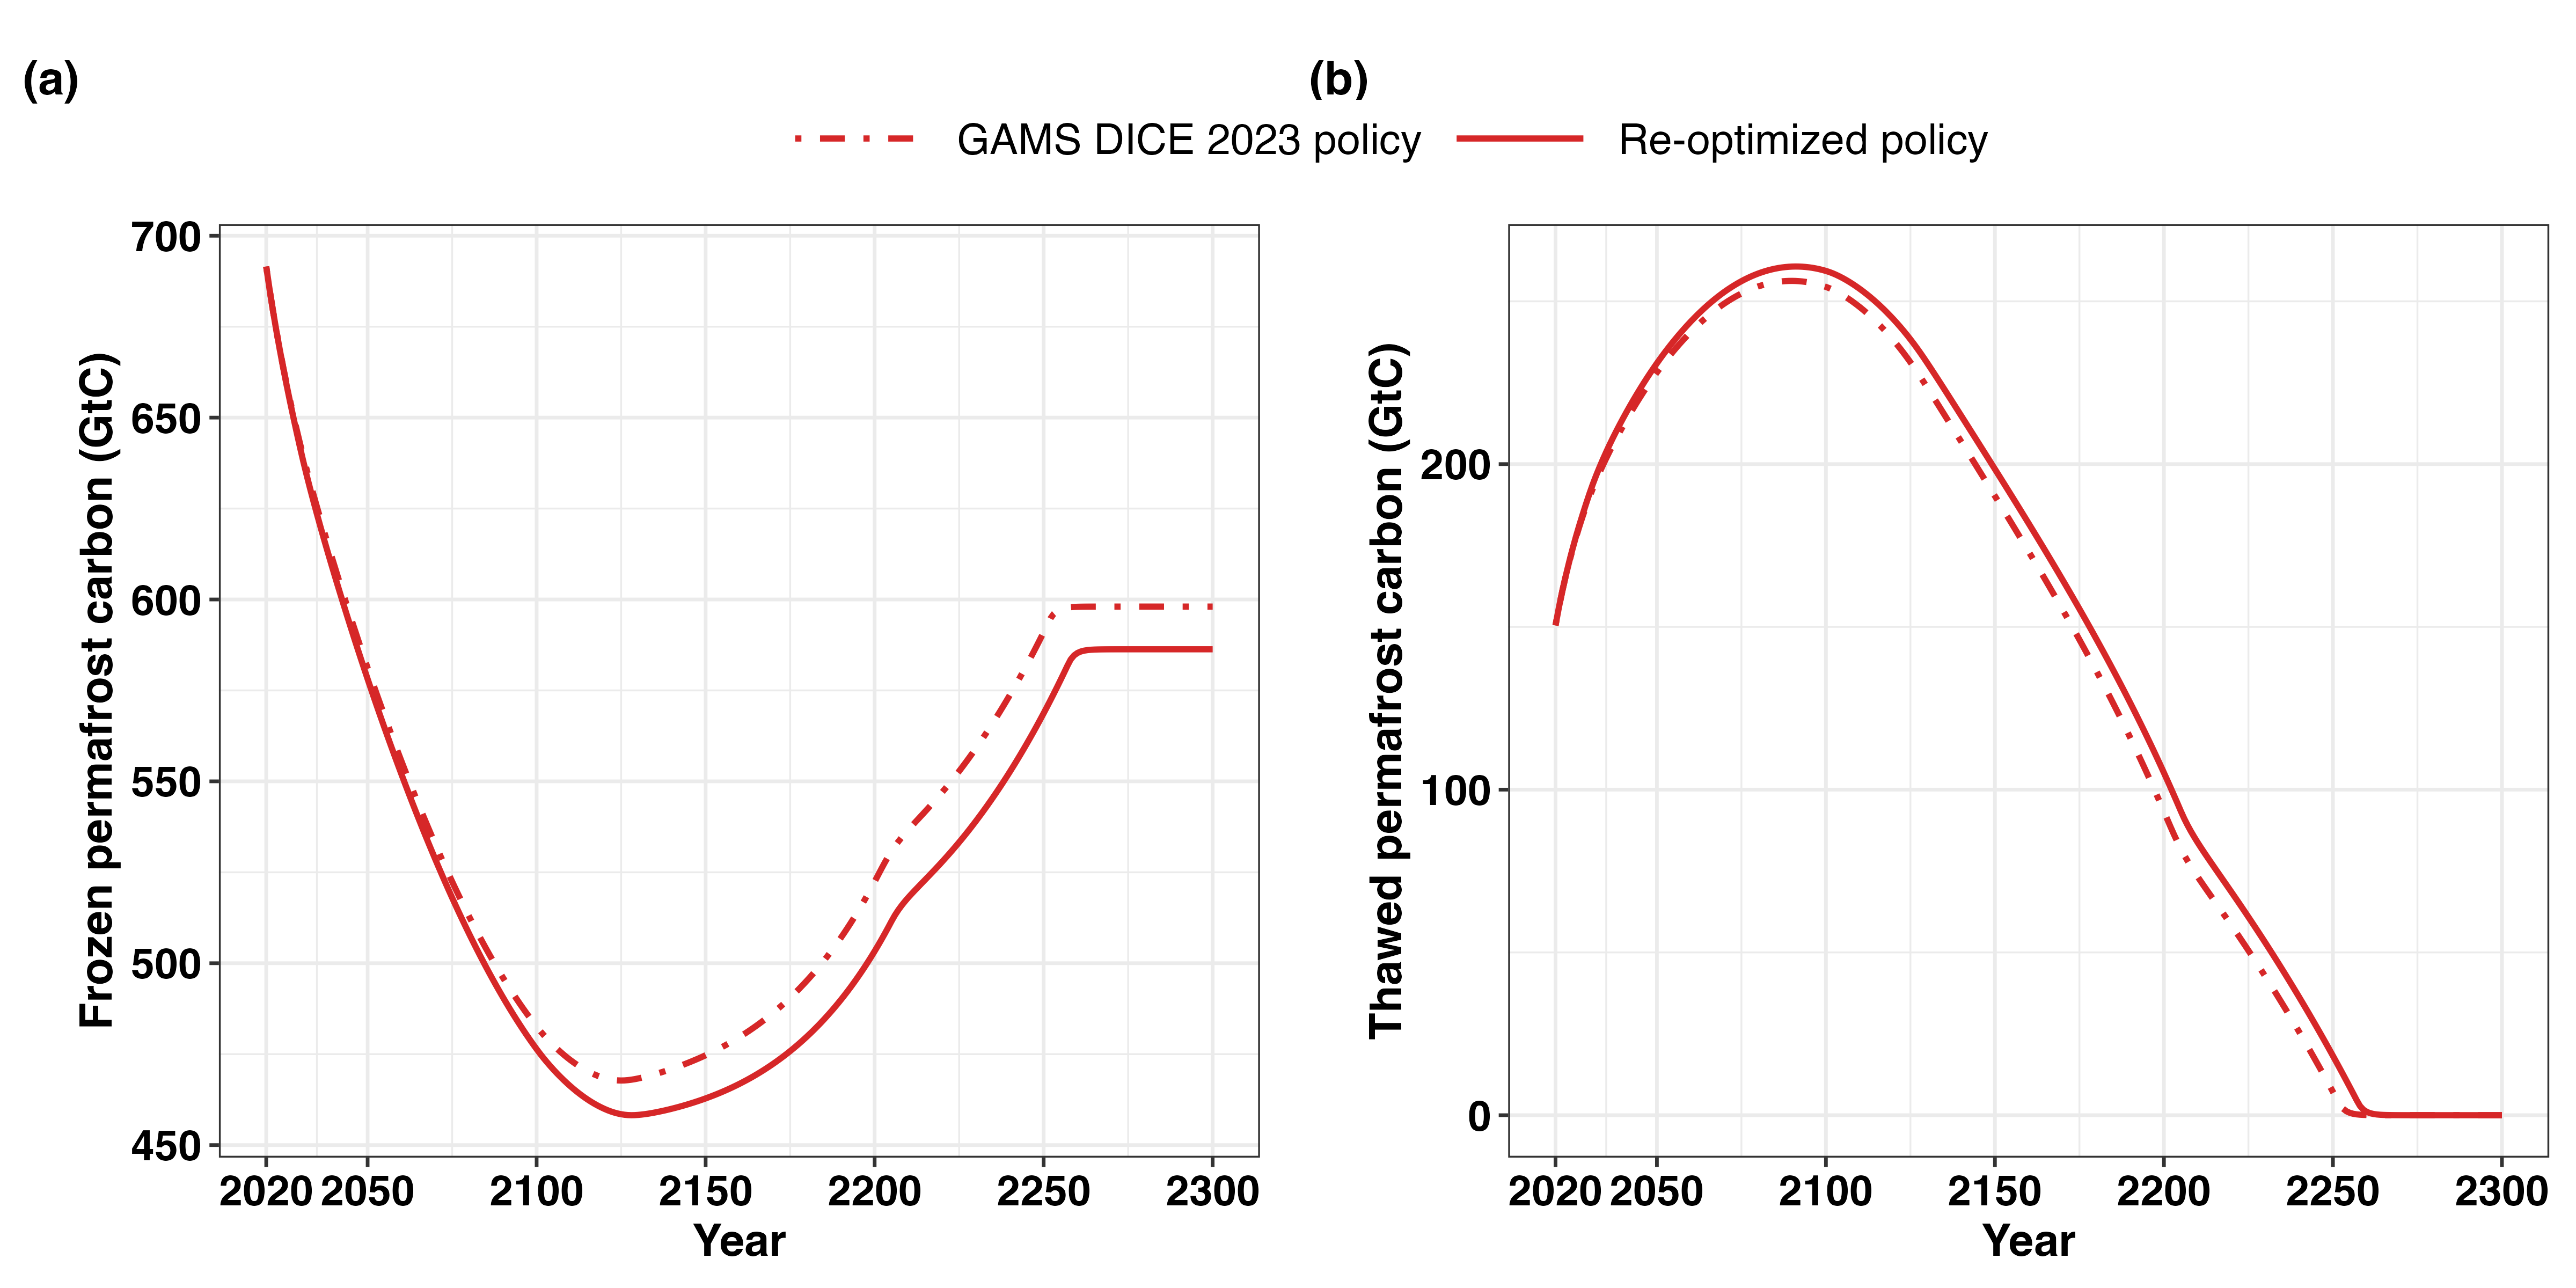 (a)
(b)
GAMS DICE 2023 policy
Re-optimized policy
Frozen permafrost carbon (GtC)
700
650
600
550
500
450
2020 2050 2100 2150 2200 2250 2300
Year
Thawed permafrost carbon (GtC)
200
100
0
2020 2050 2100 2150 2200 2250 2300
Year